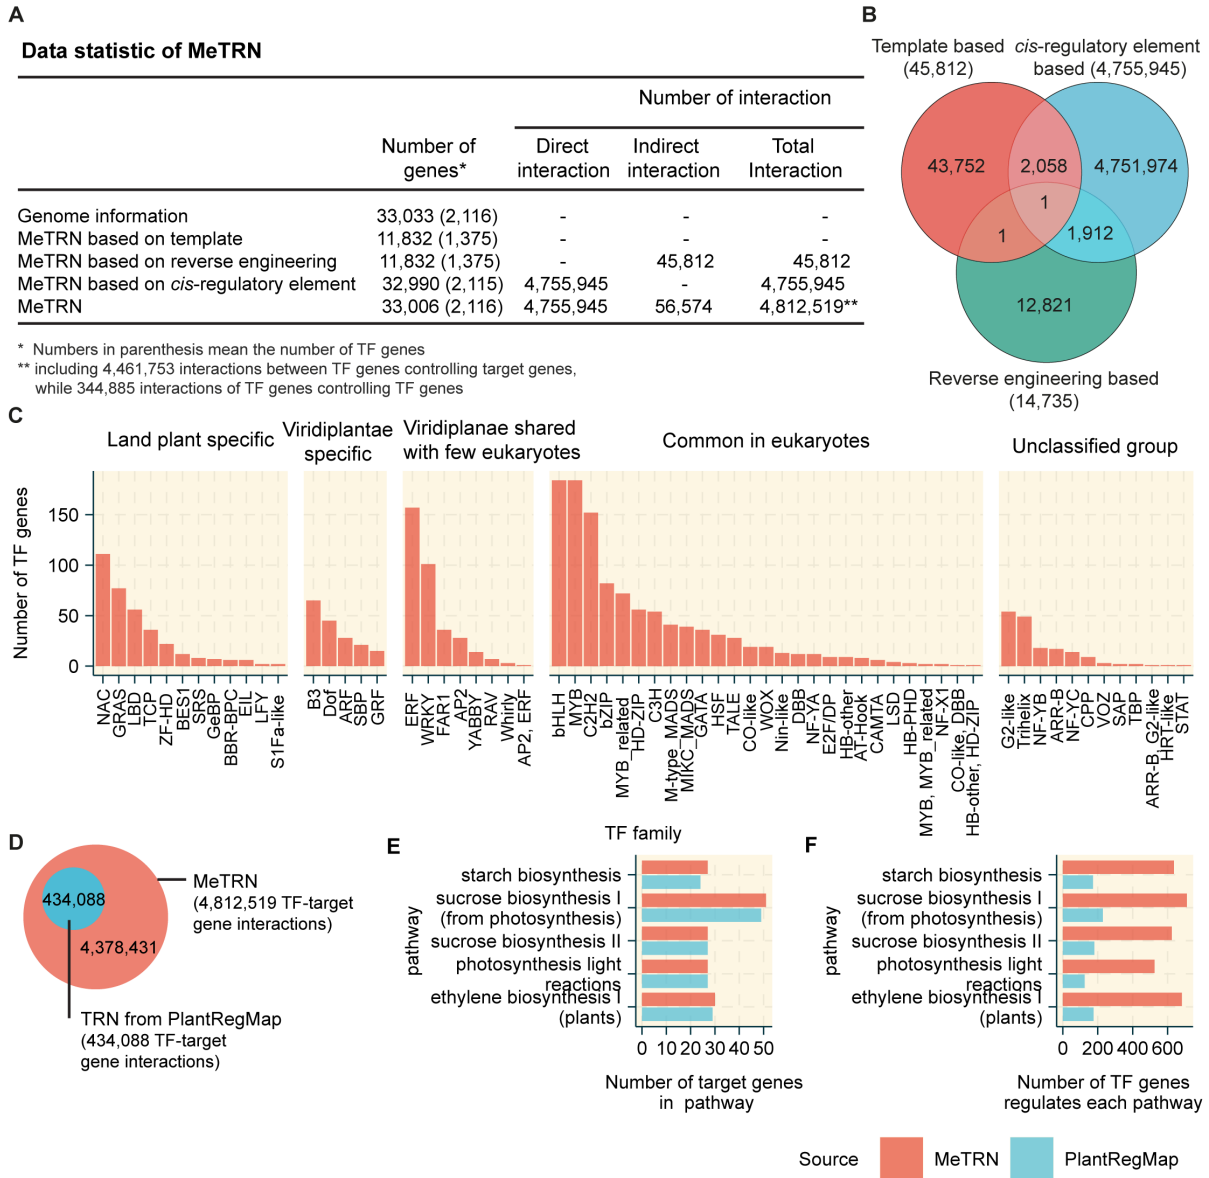 A
Data statistic of MeTRN
Number of interaction
Number of genes*
Direct interaction
Indirect interaction
Total Interaction
Genome information 33,033 (2,116) - - -
MeTRN based on template 11,832 (1,375) - - -
MeTRN based on reverse engineering 11,832 (1,375) - 45,812 45,812
MeTRN based on cis-regulatory element 32,990 (2,115) 4,755,945 - 4,755,945
MeTRN 33,006 (2,116) 4,755,945 56,574 4,812,519**
* Numbers in parenthesis mean the number of TF genes
** including 4,461,753 interactions between TF genes controlling target genes,
while 344,885 interactions of TF genes controlling TF genes
B
Template based
(45,812)
cis-regulatory element
based (4,755,945)
43,752
2,058
4,751,974
1
1
1,912
12,821
Reverse engineering based
(14,735)
C
Land plant specific
Viridiplantae
specific
Viridiplanae shared
with few eukaryotes
Common in eukaryotes
Unclassified group
Number of TF genes
150
100
50
0
NAC
GRAS
LBD
TCP
ZF-HD
BES1
SRS
GeBP
BBR-BPC
EIL
LFY
S1Fa-like
B3
Dof
ARF
SBP
GRF
ERF
WRKY
FAR1
AP2
YABBY
RAV
Whirly
AP2, ERF
bHLH
MYB
C2H2
bZIP
MYB_related
HD-ZIP
C3H
M-type_MADS
MIKC_MADS
GATA
HSF
TALE
CO-like
WOX
Nin-like
DBB
NF-YA
E2F/DP
HB-other
AT-Hook
CAMTA
LSD
HB-PHD
MYB, MYB_related
NF-X1
CO-like, DBB
HB-other, HD-ZIP
G2-like
Trihelix
NF-YB
ARR-B
NF-YC
CPP
VOZ
SAP
TBP
ARR-B, G2-like
HRT-like
STAT
TF family
D
434,088
4,378,431
MeTRN
(4,812,519 TF-target
gene interactions)
TRN from PlantRegMap
(434,088 TF-target
gene interactions)
E
pathway
starch biosynthesis
sucrose biosynthesis I
(from photosynthesis)
sucrose biosynthesis II
photosynthesis light
reactions
ethylene biosynthesis I
(plants)
0 10 20 30 40 50
Number of target genes
in pathway
F
pathway
starch biosynthesis
sucrose biosynthesis I
(from photosynthesis)
sucrose biosynthesis II
photosynthesis light
reactions
ethylene biosynthesis I
(plants)
0 200 400 600
Number of TF genes
regulates each pathway
Source MeTRN PlantRegMap